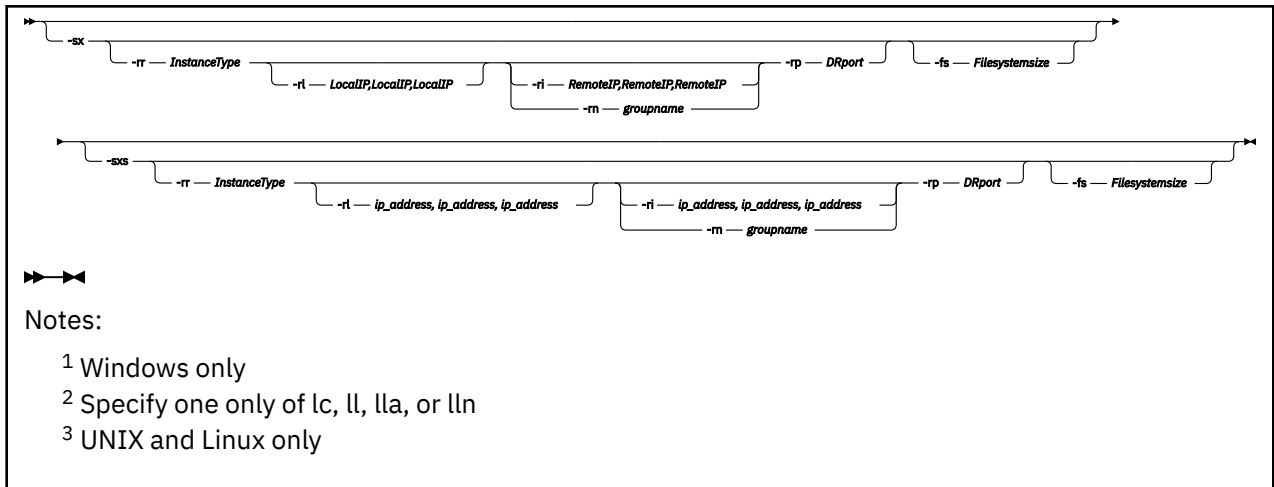 -sx
-rr InstanceType -rp DRport -fs Filesystemsize
-rl LocalIP,LocalIP,LocalIP -ri RemoteIP,RemoteIP,RemoteIP
-rn groupname
-sxs
-rr InstanceType -rp DRport -fs Filesystemsize
-rl ip_address, ip_address, ip_address -ri ip_address, ip_address, ip_address
-rn groupname
Notes:
1 Windows only
2 Specify one only of lc, ll, lla, or lln
3 UNIX and Linux only